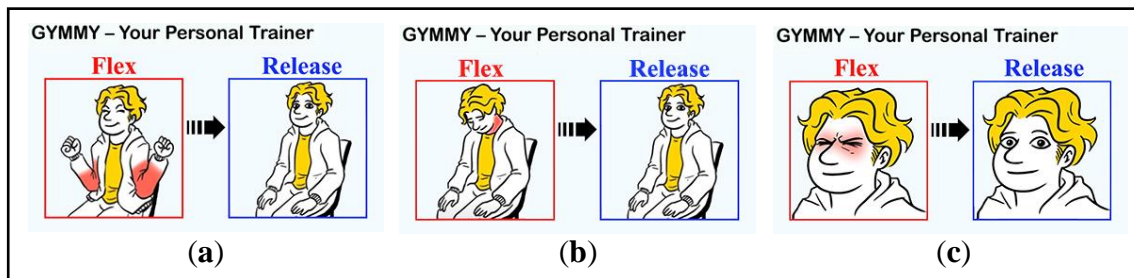 GYMMY – Your Personal Trainer
Flex Release
(a)
GYMMY – Your Personal Trainer
Flex Release
(b)
GYMMY – Your Personal Trainer
Flex Release
(c)